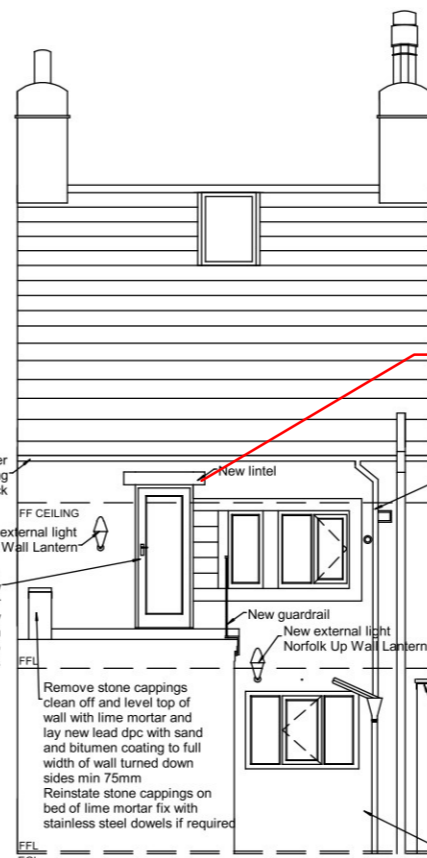 er
ing
ck
New lintel
FF CEILING
external light
Wall Lantern
New guardrail
New external light
Norfolk Up Wall Lantern
FFL
Remove stone cappings
clean off and level top of
wall with lime mortar and
lay new lead dpc with sand
and bitumen coating to full
width of wall turned down
sides min 75mm
Reinstate stone cappings on
bed of lime mortar fix with
stainless steel dowels if required
FFL